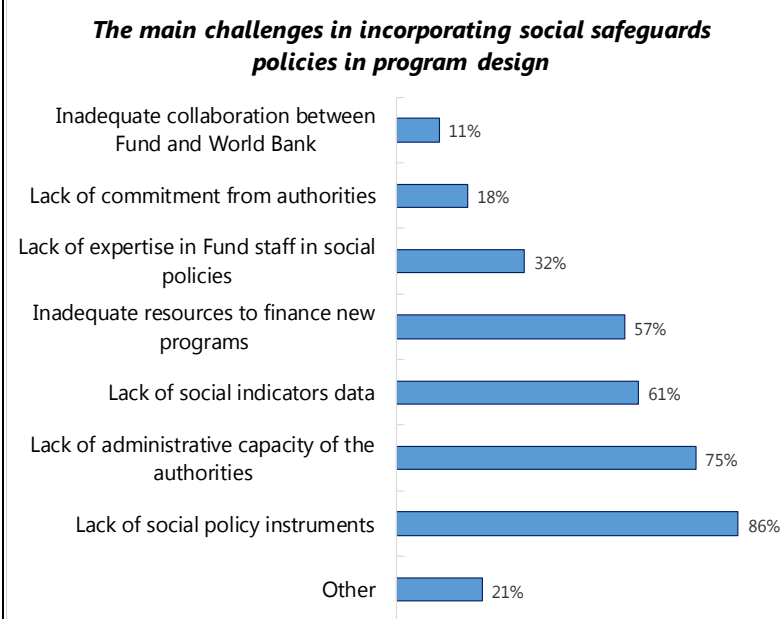 The main challenges in incorporating social safeguards
policies in program design
Inadequate collaboration between
Fund and World Bank
11%
Lack of commitment from authorities
18%
Lack of expertise in Fund staff in social
policies
32%
Inadequate resources to finance new
programs
57%
Lack of social indicators data
61%
Lack of administrative capacity of the
authorities
75%
Lack of social policy instruments
86%
Other
21%